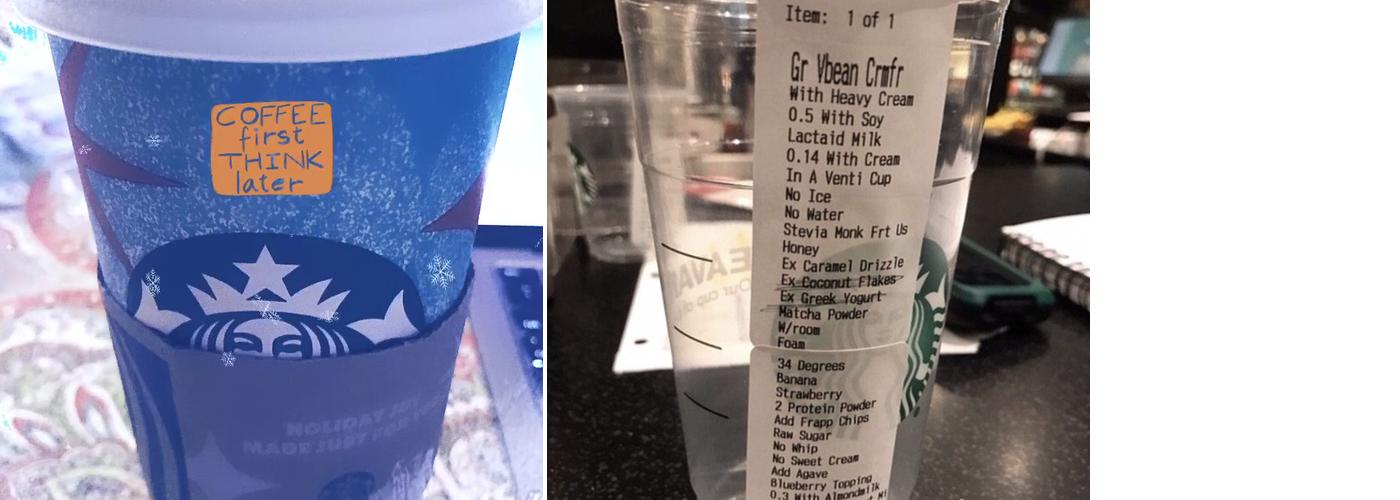 COFFEE
first
THINK
later
HOLIDAY
MADE JUST FOR
Item: 1 of 1
Gr Vbean Crmfr
With Heavy Cream
0.5 With Soy
Lactaid Milk
0.14 With Cream
In A Venti Cup
No Ice
No Water
Stevia Monk Frt Us
Honey
Ex Caramel Drizzle
Ex Coconut Flakes
Ex Greek Yogurt
Matcha Powder
W/room
Foam
34 Degrees
Banana
Strawberry
2 Protein Powder
Add Frapp Chips
Raw Sugar
No Whip
No Sweet Cream
Add Agave
Blueberry Topping
0.3 With Almondmilk